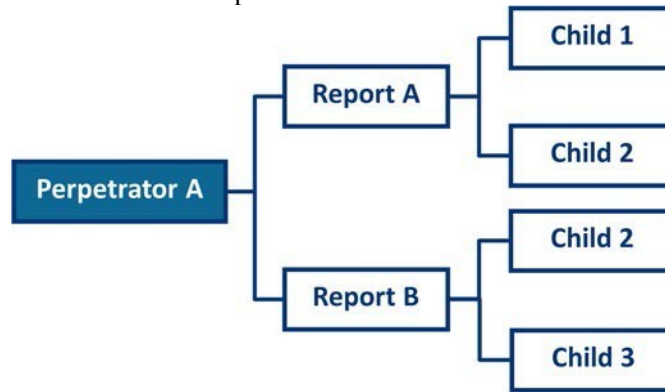 Perpetrator A
Report A
Child 1
Child 2
Report B
Child 2
Child 3